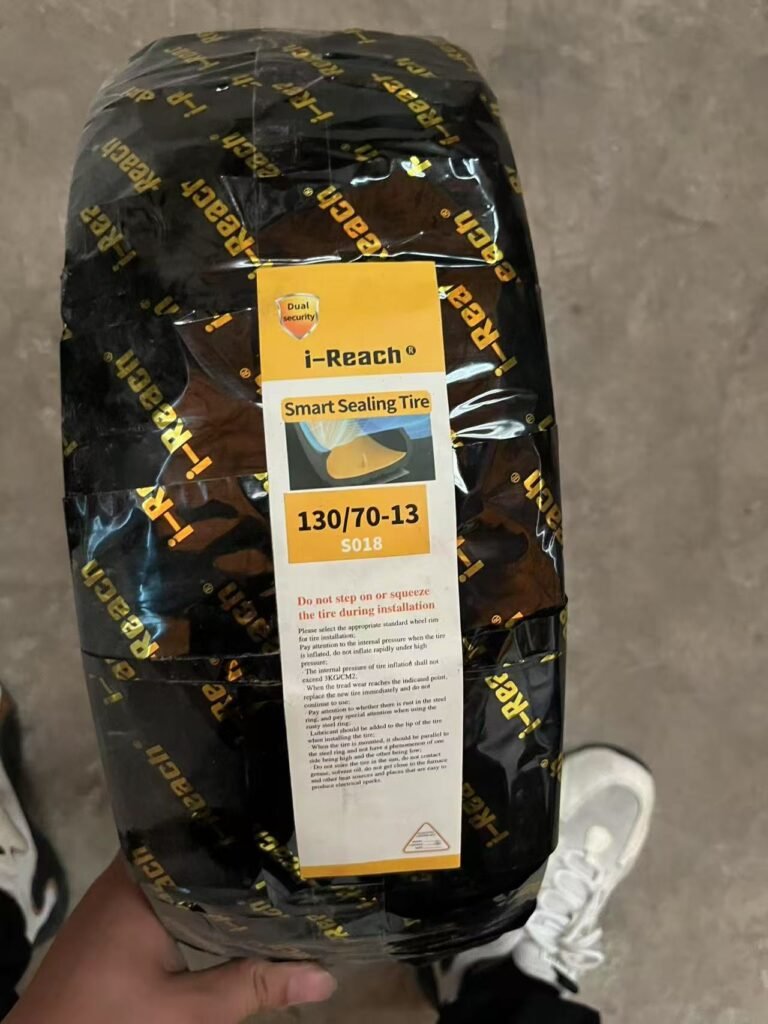 Dual
security
i-Reach®
Smart Sealing Tire
130/70-13
S018
Do not step on or squeeze
the tire during installation
Please select the appropriate standard wheel rim
for tire installation;
Pay attention to the internal pressure when the tire
is inflated, do not inflate rapidly under high
pressure;
The internal pressure of tire inflation shall not
exceed 3KG/CM2.
When the tread wear reaches the indicated point,
replace the new tire immediately and do not
continue to use;
Pay attention to whether there is rust in the steel
ring, and pay special attention when using the
rusty steel ring;
Lubricant should be added to the lip of the tire
when installing the tire;
When the tire is mounted, it should be parallel to
the steel ring and not have a phenomenon of one
side being high and the other being low;
Do not store the tire in the sun, do not contact
grease, solvent oil, do not get close to the furnace
and other heat sources and places that are easy to
produce electrical sparks.